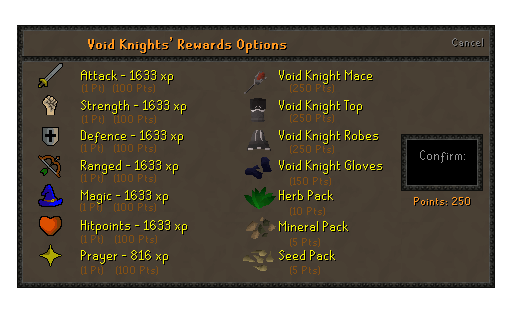 Void Knights' Rewards Options
Cancel
Attack - 1633 xp
(1 Pt) (100 Pts)
Strength - 1633 xp
(1 Pt) (100 Pts)
Defence - 1633 xp
(1 Pt) (100 Pts)
Ranged - 1633 xp
(1 Pt) (100 Pts)
Magic - 1633 xp
(1 Pt) (100 Pts)
Hitpoints - 1633 xp
(1 Pt) (100 Pts)
Prayer - 816 xp
(1 Pt) (100 Pts)
Void Knight Mace
(250 Pts)
Void Knight Top
(250 Pts)
Void Knight Robes
(250 Pts)
Void Knight Gloves
(150 Pts)
Herb Pack
(10 Pts)
Mineral Pack
(5 Pts)
Seed Pack
(5 Pts)
Confirm:
Points: 250